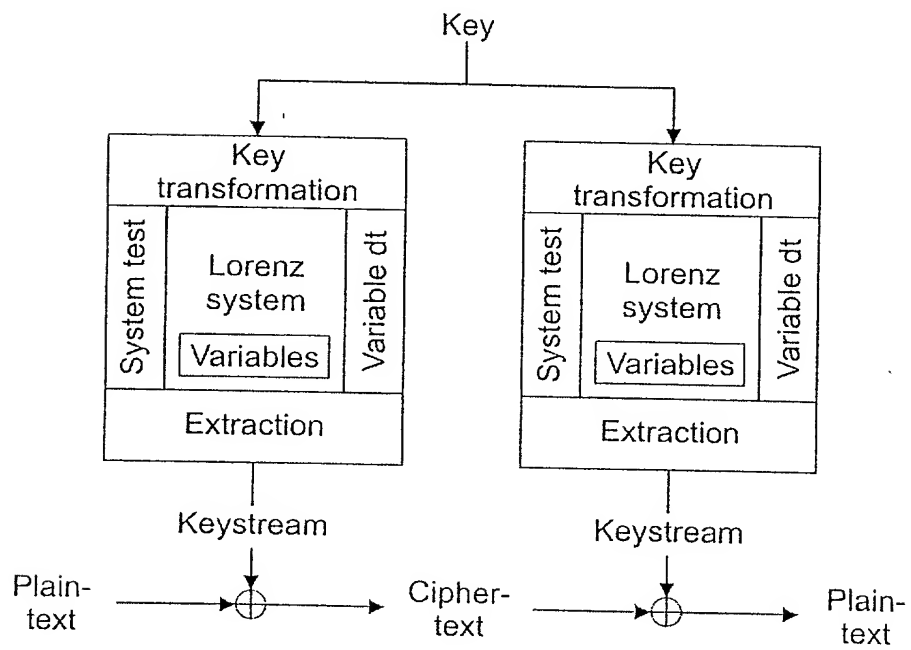 Key
Key
transformation
System test
Lorenz
system
Variables
Variable dt
Extraction
Keystream
Key
transformation
System test
Lorenz
system
Variables
Variable dt
Extraction
Keystream
Plain-
text
Cipher-
text
Plain-
text